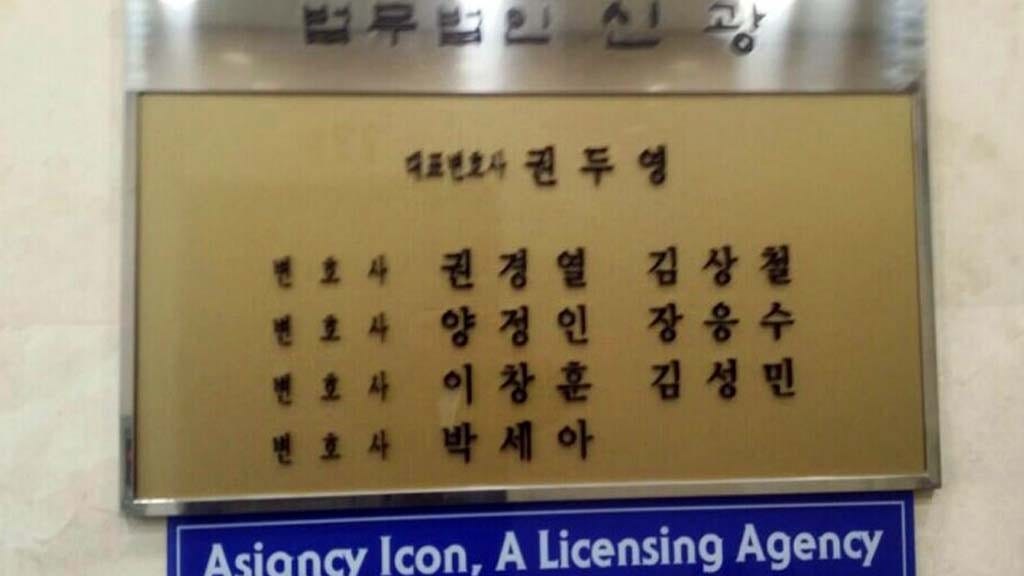 법무법인 신광
대표변호사 권두영
변호사 권경열 김상철
변호사 양정인 장응수
변호사 이창훈 김성민
변호사 박세아
Asiancy Icon, A Licensing Agency